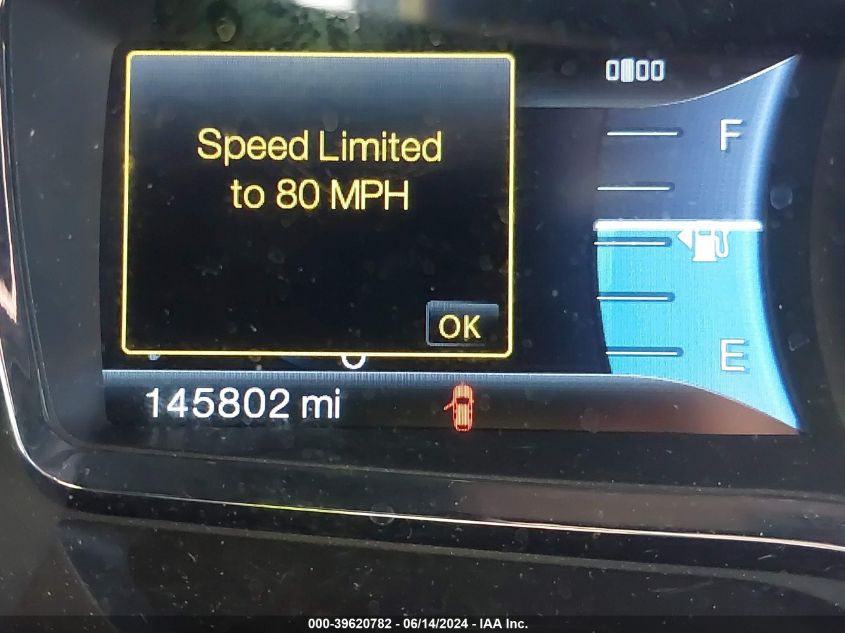 Speed Limited
to 80 MPH
OK
F
E
145802 mi
000-39620782 - 06/14/2024 - IAA Inc.